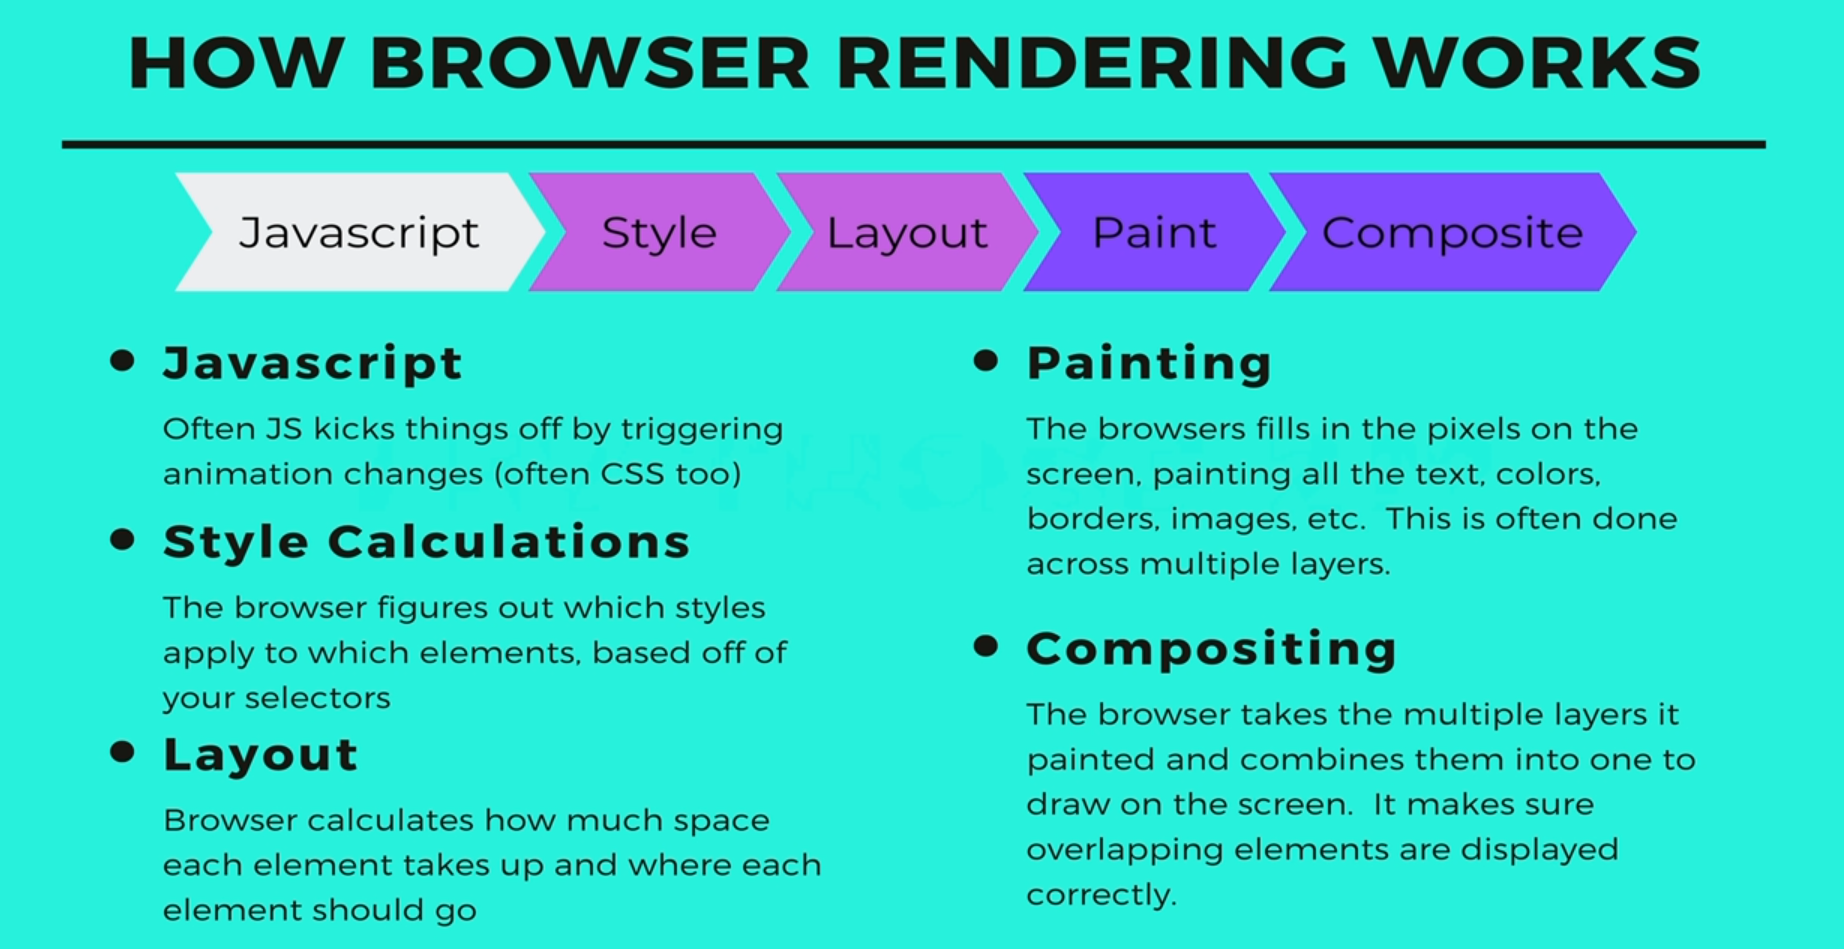 HOW BROWSER RENDERING WORKS
Javascript Style Layout Paint Composite
Javascript
Often JS kicks things off by triggering
animation changes (often CSS too)
Style Calculations
The browser figures out which styles
apply to which elements, based off of
your selectors
Layout
Browser calculates how much space
each element takes up and where each
element should go
Painting
The browsers fills in the pixels on the
screen, painting all the text, colors,
borders, images, etc.  This is often done
across multiple layers.
Compositing
The browser takes the multiple layers it
painted and combines them into one to
draw on the screen.  It makes sure
overlapping elements are displayed
correctly.